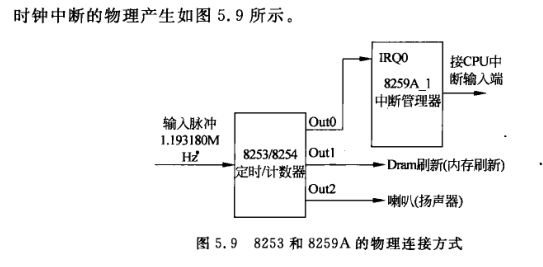 时钟中断的物理产生如图 5.9 所示。
IRQ0
8259A_1
中断管理器
接CPU中
断输入端
输入脉冲
1.193180M
Hz
8253/8254
定时/计数器
Out0
Out1
Dram刷新(内存刷新)
Out2
喇叭(扬声器)
图 5.9 8253 和 8259A 的物理连接方式